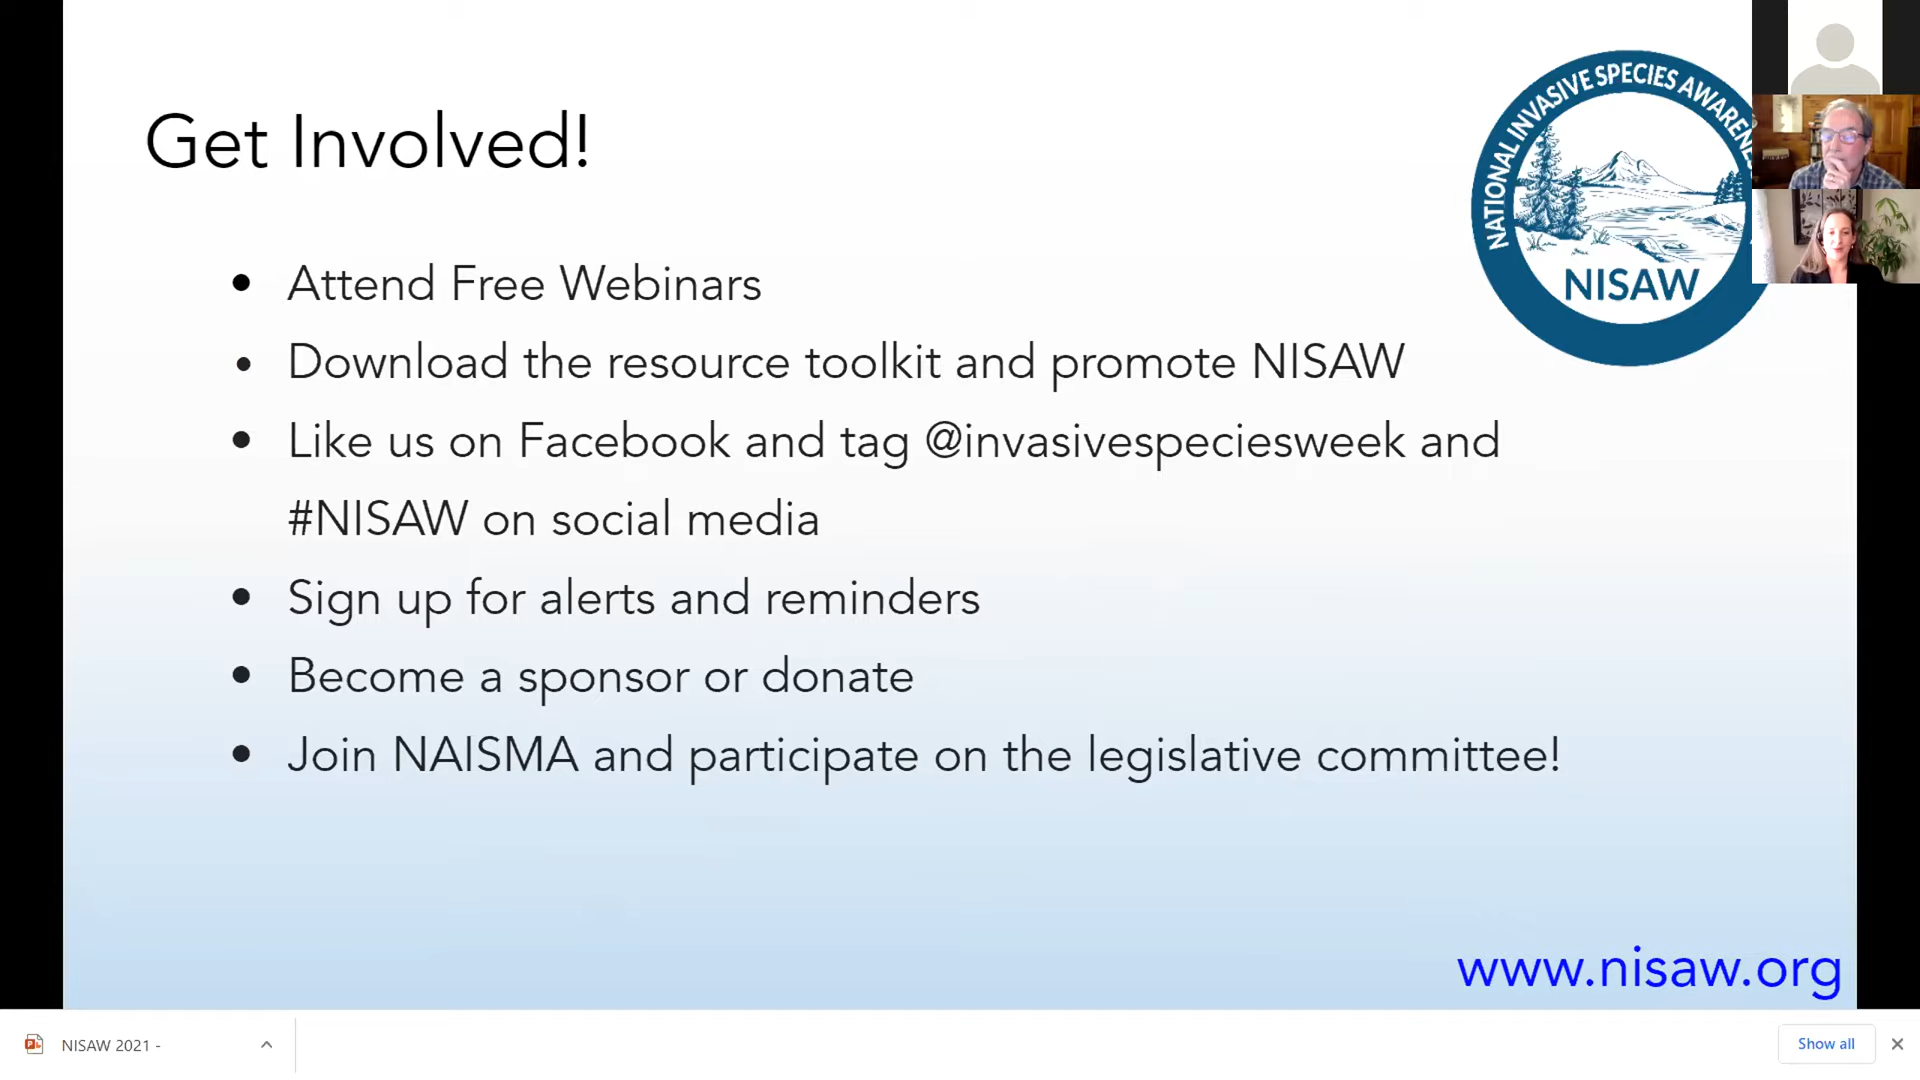 Get Involved!
NATIONAL INVASIVE SPECIES
NISAW
Attend Free Webinars
Download the resource toolkit and promote NISAW
Like us on Facebook and tag @invasivespeciesweek and
#NISAW on social media
Sign up for alerts and reminders
Become a sponsor or donate
Join NAISMA and participate on the legislative committee!
www.nisaw.org
NISAW 2021 -
Show all